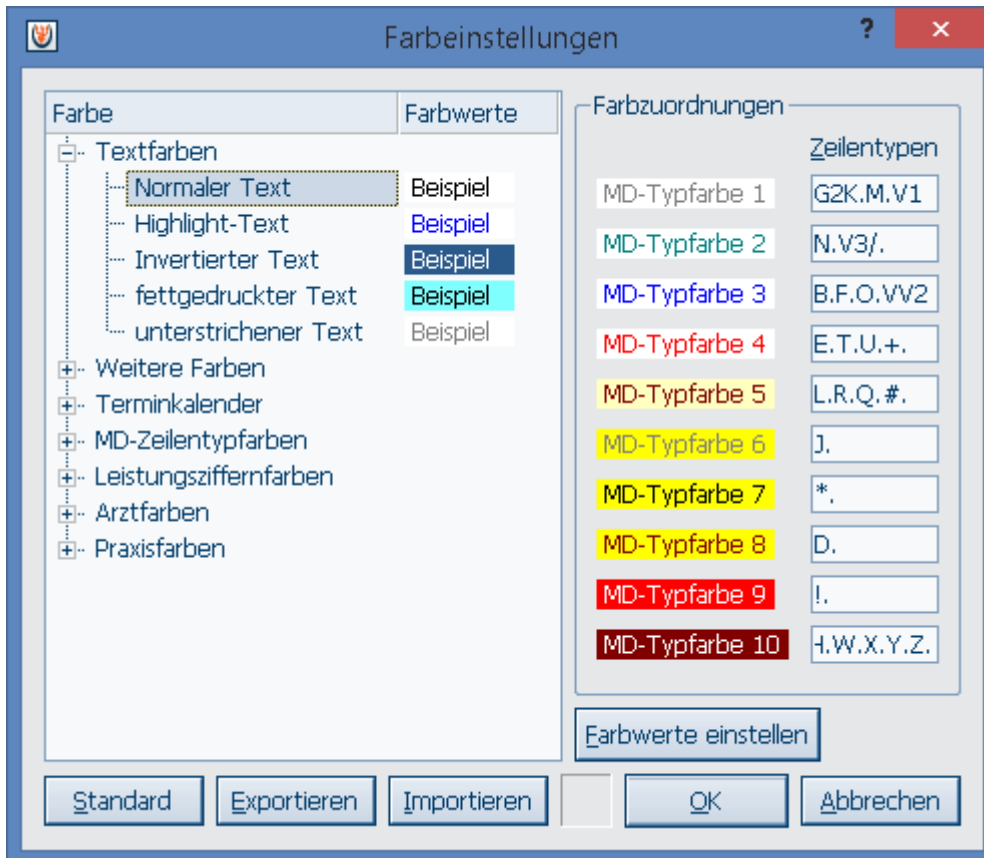 Farbeinstellungen
?
Farbe Farbwerte
Textfarben
Normaler Text Beispiel
Highlight-Text Beispiel
Invertierter Text Beispiel
fettgedruckter Text Beispiel
unterstrichener Text Beispiel
Weitere Farben
Terminkalender
MD-Zeilentypfarben
Leistungsziffernfarben
Arztfarben
Praxisfarben
Farbzuordnungen
Zeilentypen
MD-Typfarbe 1 G2K.M.V1
MD-Typfarbe 2 N.V3/.
MD-Typfarbe 3 B.F.O.VV2
MD-Typfarbe 4 E.T.U.+.
MD-Typfarbe 5 L.R.Q.#.
MD-Typfarbe 6 J.
MD-Typfarbe 7 *.
MD-Typfarbe 8 D.
MD-Typfarbe 9 !.
MD-Typfarbe 10 .W.X.Y.Z.
Farbwerte einstellen
Standard Exportieren Importieren OK Abbrechen